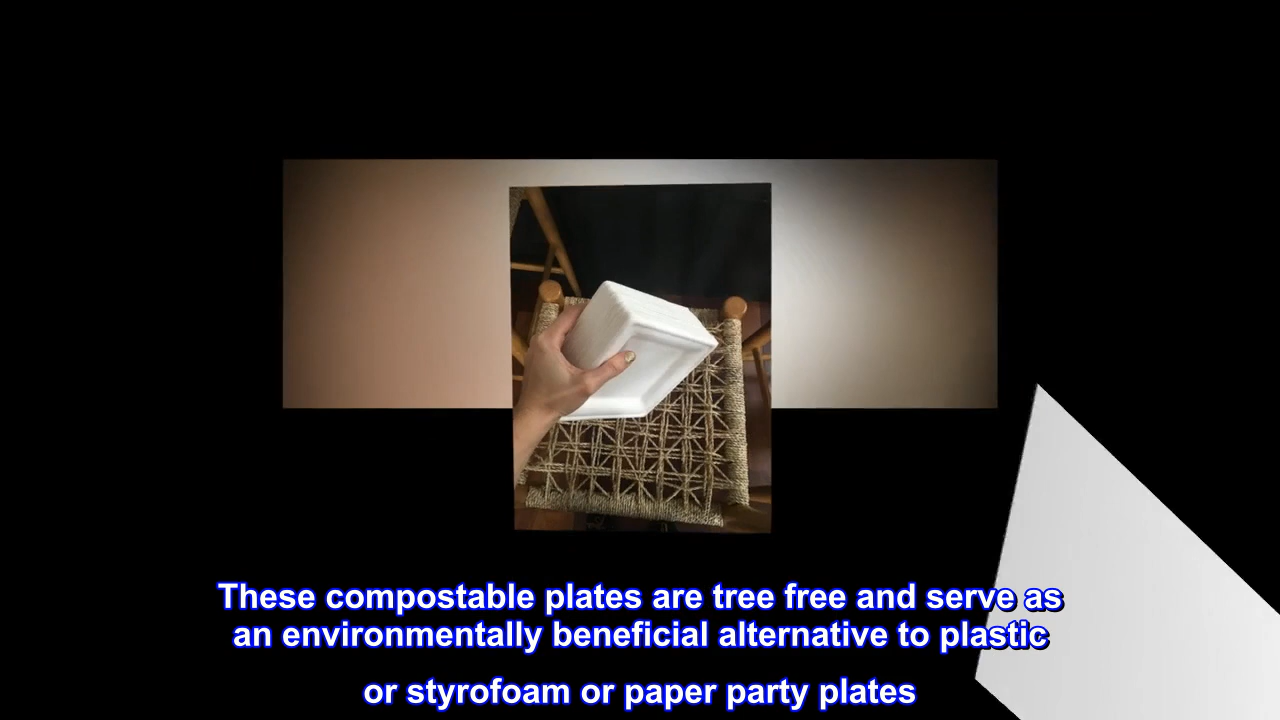 These compostable plates are tree free and serve as
an environmentally beneficial alternative to plastic
or styrofoam or paper party plates